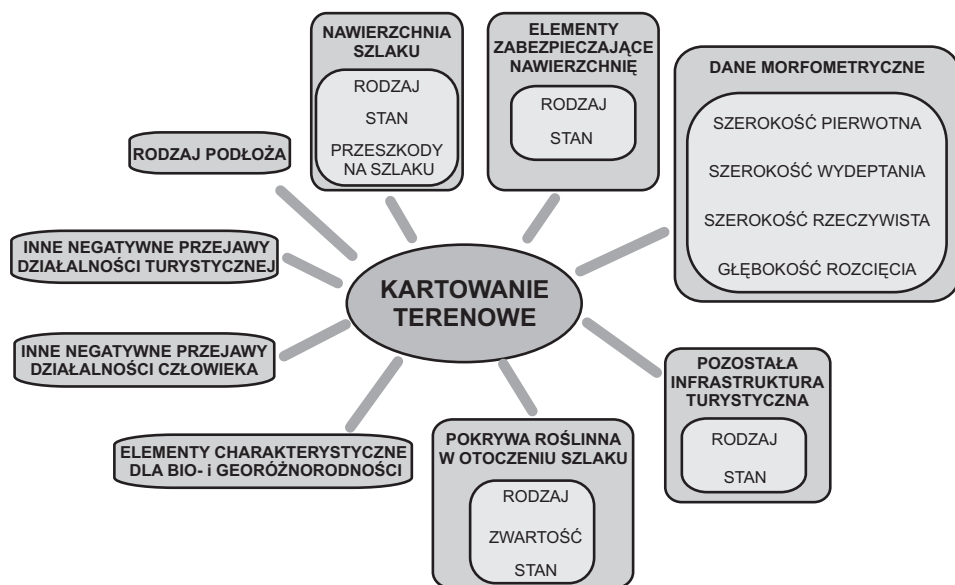 NAWIERZCHNIA
SZLAKU
RODZAJ
STAN
PRZESZKODY
NA SZLAKU
ELEMENTY
ZABEZPIECZAJĄCE
NAWIERZCHNIĘ
RODZAJ
STAN
DANE MORFOMETRYCZNE
SZEROKOŚĆ PIERWOTNA
SZEROKOŚĆ WYDEPTANIA
SZEROKOŚĆ RZECZYWISTA
GŁĘBOKOŚĆ ROZCIĘCIA
RODZAJ PODŁOŻA
INNE NEGATYWNE PRZEJAWY
DZIAŁALNOŚCI TURYSTYCZNEJ
KARTOWANIE
TERENOWE
INNE NEGATYWNE PRZEJAWY
DZIAŁALNOŚCI CZŁOWIEKA
POZOSTAŁA
INFRASTRUKTURA
TURYSTYCZNA
RODZAJ
STAN
ELEMENTY CHARAKTERYSTYCZNE
DLA BIO- i GEORÓŻNORODNOŚCI
POKRYWA ROŚLINNA
W OTOCZENIU SZLAKU
RODZAJ
ZWARTOŚĆ
STAN